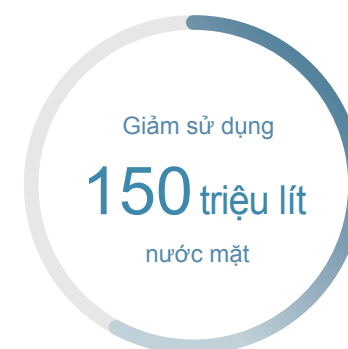 Giảm sử dụng
150 triệu lít
nước mặt